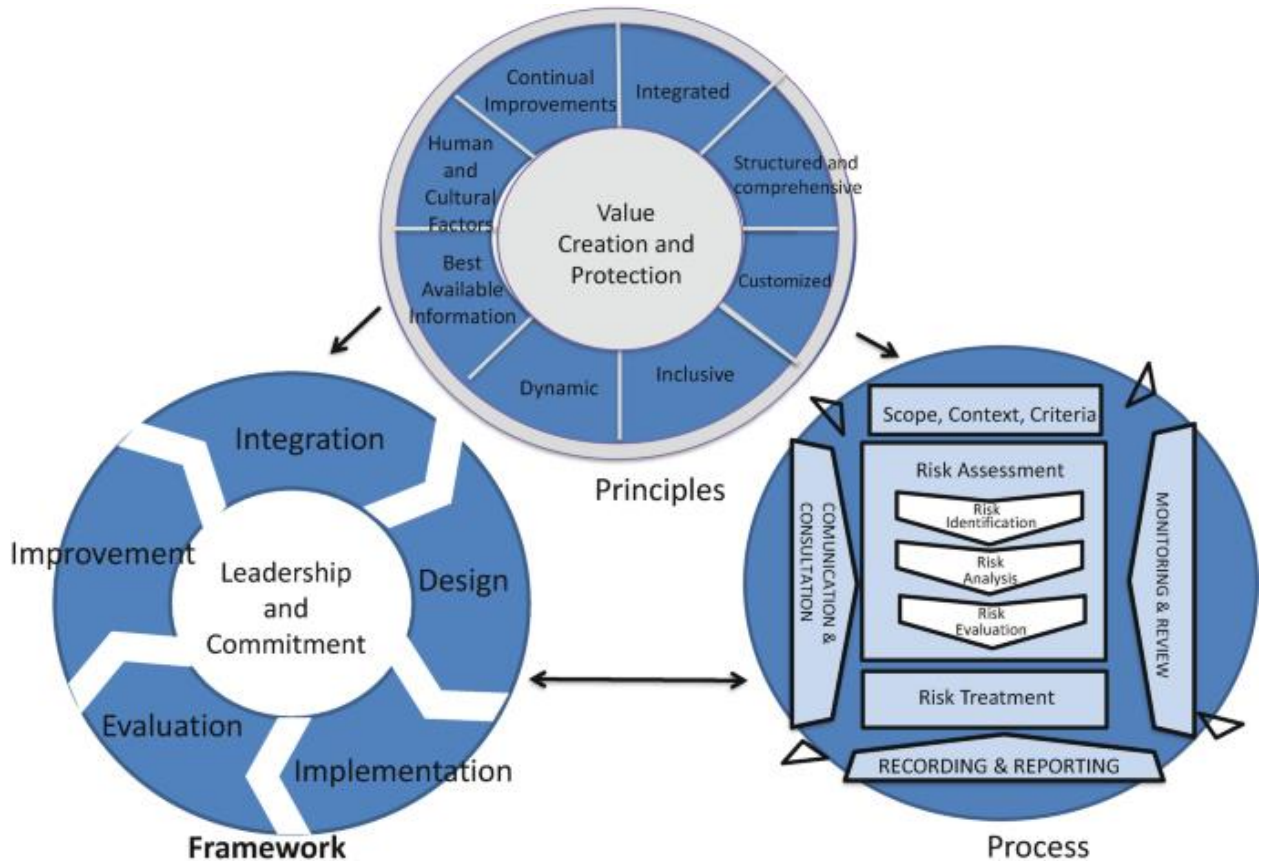 Continual
Improvements
Integrated
Structured and
comprehensive
Customized
Inclusive
Dynamic
Best
Available
Information
Human
and
Cultural
Factors
Value
Creation and
Protection
Principles
Integration
Design
Implementation
Evaluation
Improvement
Leadership
and
Commitment
Framework
Scope, Context, Criteria
Risk Assessment
Risk
Identification
Risk
Analysis
Risk
Evaluation
Risk Treatment
COMUNICATION &
CONSULTATION
MONITORING & REVIEW
RECORDING & REPORTING
Process